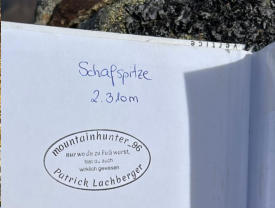 Schafspitze
2.310m
mountainhunter_96
nur wo du zu Fuß warst,
bist du auch
wirklich gewesen
Patrick Lachberger